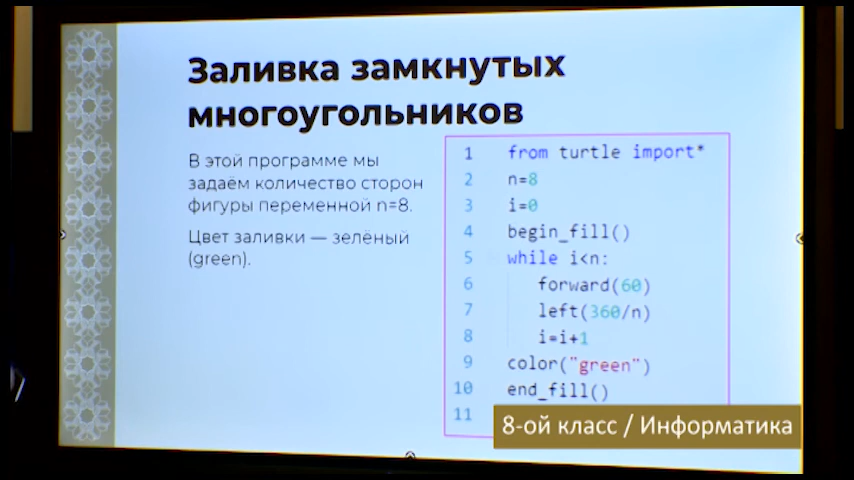 Заливка замкнутых
многоугольников
В этой программе мы
задаём количество сторон
фигуры переменной n=8.
Цвет заливки — зелёный
(green).
1 from turtle import*
2 n=8
3 i=0
4 begin_fill()
5 while i<n:
6 forward(60)
7 left(360/n)
8 i=i+1
9 color("green")
10 end_fill()
11
8-ой класс / Информатика